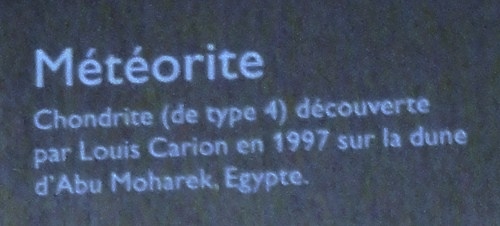 Météorite
Chondrite (de type 4) découverte
par Louis Carion en 1997 sur la dune
d'Abu Moharek, Egypte.